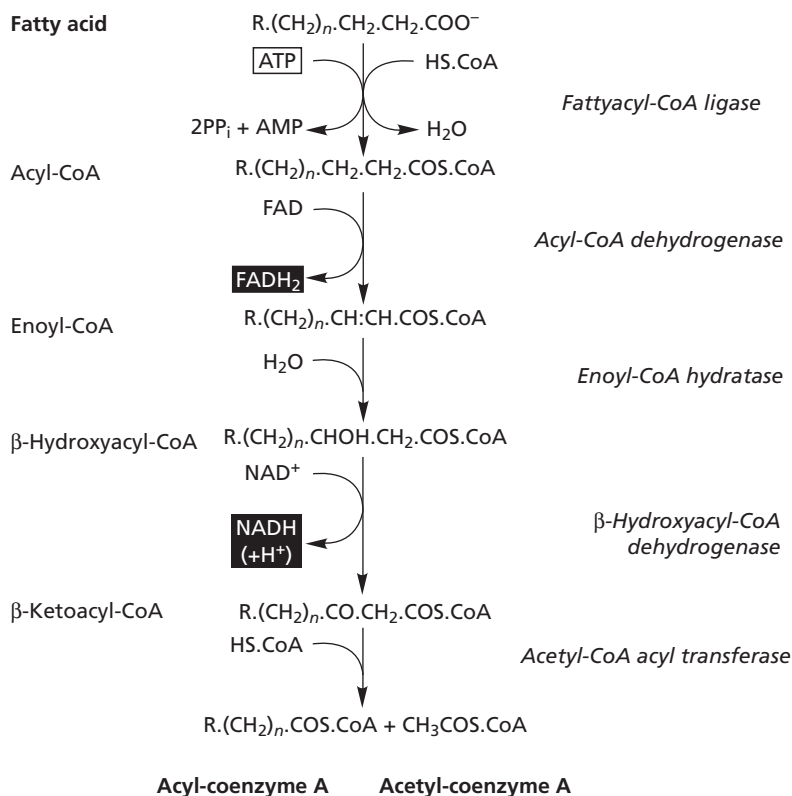 Fatty acid R.(CH₂)ₙ.CH₂.CH₂.COO⁻
ATP HS.CoA
Fattyacyl-CoA ligase
2PPᵢ + AMP H₂O
Acyl-CoA R.(CH₂)ₙ.CH₂.CH₂.COS.CoA
FAD
Acyl-CoA dehydrogenase
FADH₂
Enoyl-CoA R.(CH₂)ₙ.CH:CH.COS.CoA
H₂O
Enoyl-CoA hydratase
β-Hydroxyacyl-CoA R.(CH₂)ₙ.CHOH.CH₂.COS.CoA
NAD⁺
NADH
(+H⁺)
β-Hydroxyacyl-CoA
dehydrogenase
β-Ketoacyl-CoA R.(CH₂)ₙ.CO.CH₂.COS.CoA
HS.CoA
Acetyl-CoA acyl transferase
R.(CH₂)ₙ.COS.CoA + CH₃COS.CoA
Acyl-coenzyme A Acetyl-coenzyme A